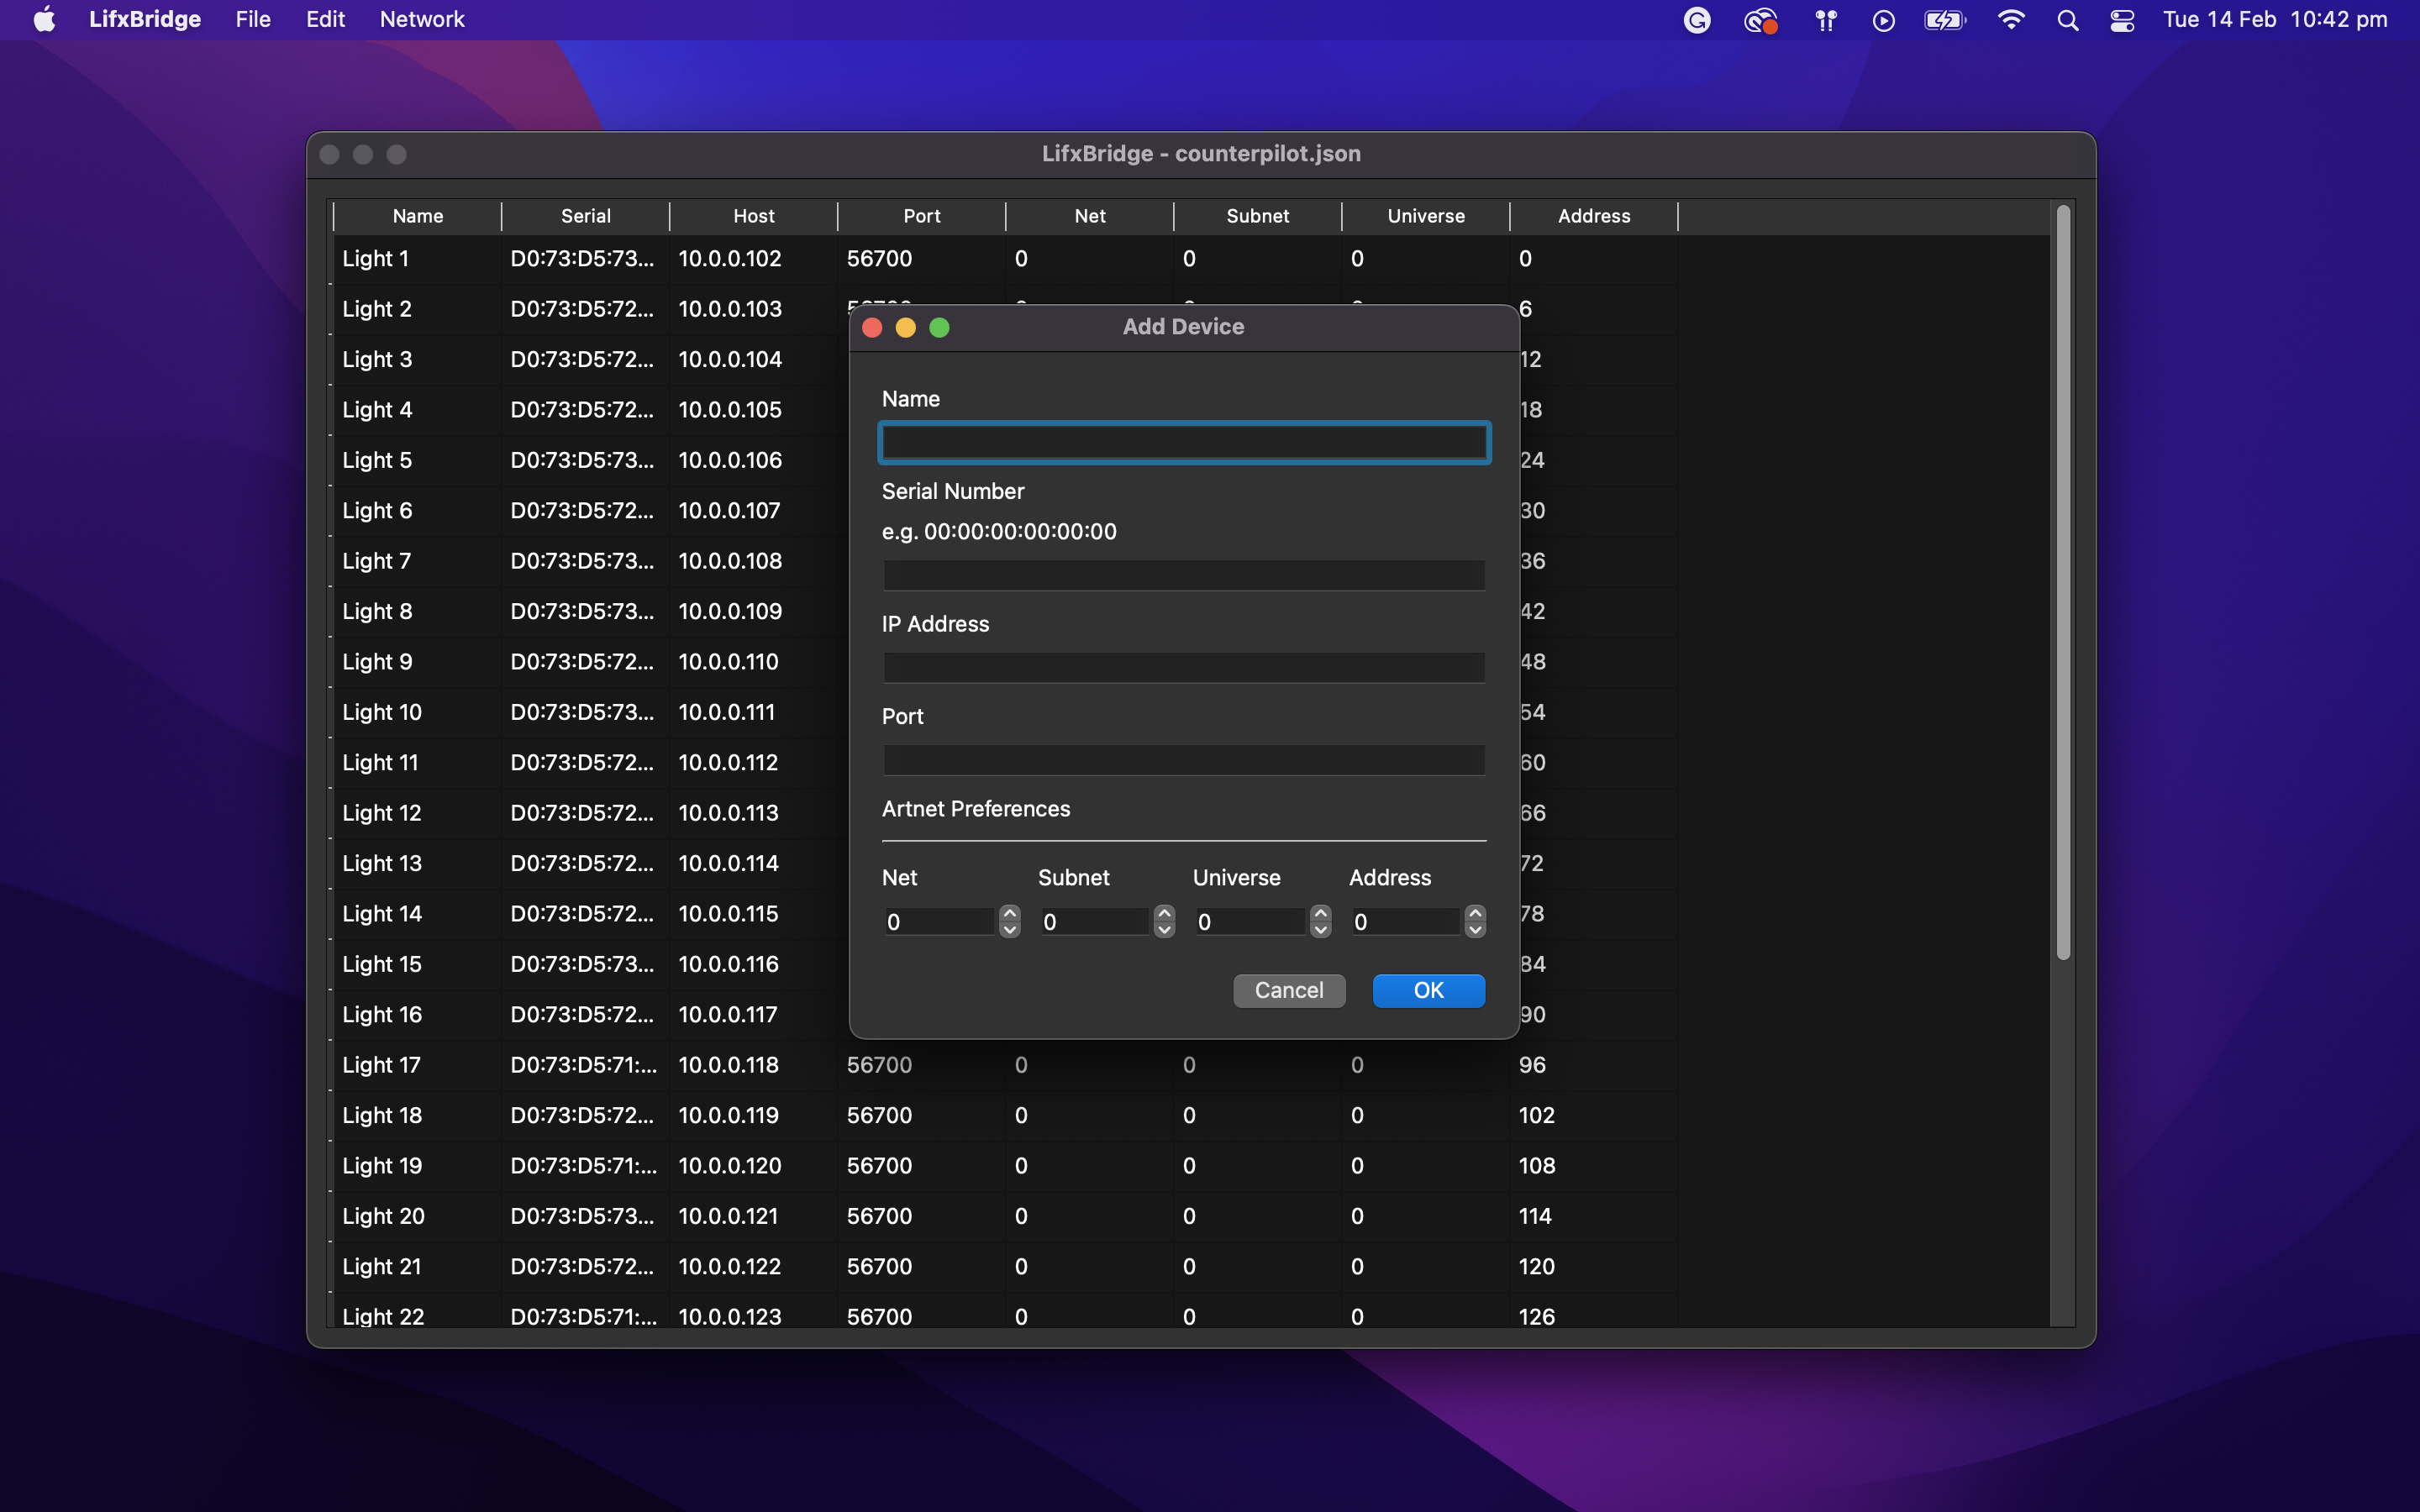 LifxBridge File Edit Network Tue 14 Feb 10:42 pm
LifxBridge - counterpilot.json
Name Serial Host Port Net Subnet Universe Address
Light 1 D0:73:D5:73... 10.0.0.102 56700 0 0 0 0
Light 2 D0:73:D5:72... 10.0.0.103 6
Light 3 D0:73:D5:72... 10.0.0.104 12
Light 4 D0:73:D5:72... 10.0.0.105 18
Light 5 D0:73:D5:73... 10.0.0.106 24
Light 6 D0:73:D5:72... 10.0.0.107 30
Light 7 D0:73:D5:73... 10.0.0.108 36
Light 8 D0:73:D5:73... 10.0.0.109 42
Light 9 D0:73:D5:72... 10.0.0.110 48
Light 10 D0:73:D5:73... 10.0.0.111 54
Light 11 D0:73:D5:72... 10.0.0.112 60
Light 12 D0:73:D5:72... 10.0.0.113 66
Light 13 D0:73:D5:72... 10.0.0.114 72
Light 14 D0:73:D5:72... 10.0.0.115 78
Light 15 D0:73:D5:73... 10.0.0.116 84
Light 16 D0:73:D5:72... 10.0.0.117 90
Light 17 D0:73:D5:71:... 10.0.0.118 56700 0 0 0 96
Light 18 D0:73:D5:72... 10.0.0.119 56700 0 0 0 102
Light 19 D0:73:D5:71:... 10.0.0.120 56700 0 0 0 108
Light 20 D0:73:D5:73... 10.0.0.121 56700 0 0 0 114
Light 21 D0:73:D5:72... 10.0.0.122 56700 0 0 0 120
Light 22 D0:73:D5:71:... 10.0.0.123 56700 0 0 0 126
Add Device
Name
Serial Number
e.g. 00:00:00:00:00:00
IP Address
Port
Artnet Preferences
Net Subnet Universe Address
0 0 0 0
Cancel OK